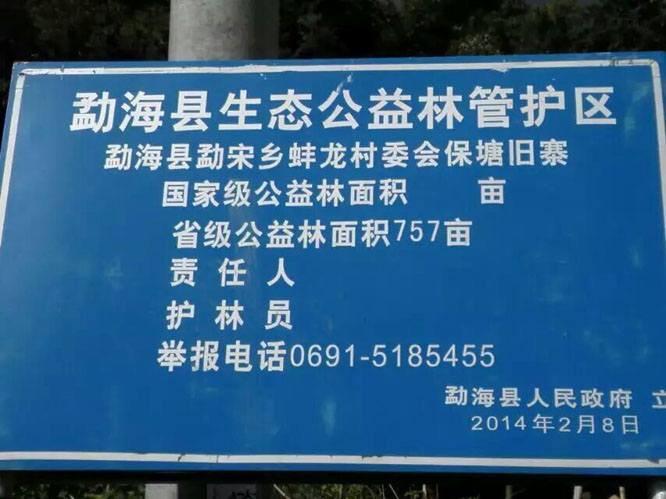 勐海县生态公益林管护区
勐海县勐宋乡蚌龙村委会保塘旧寨
国家级公益林面积 亩
省级公益林面积757亩
责任人
护林员
举报电话0691-5185455
勐海县人民政府 立
2014年2月8日